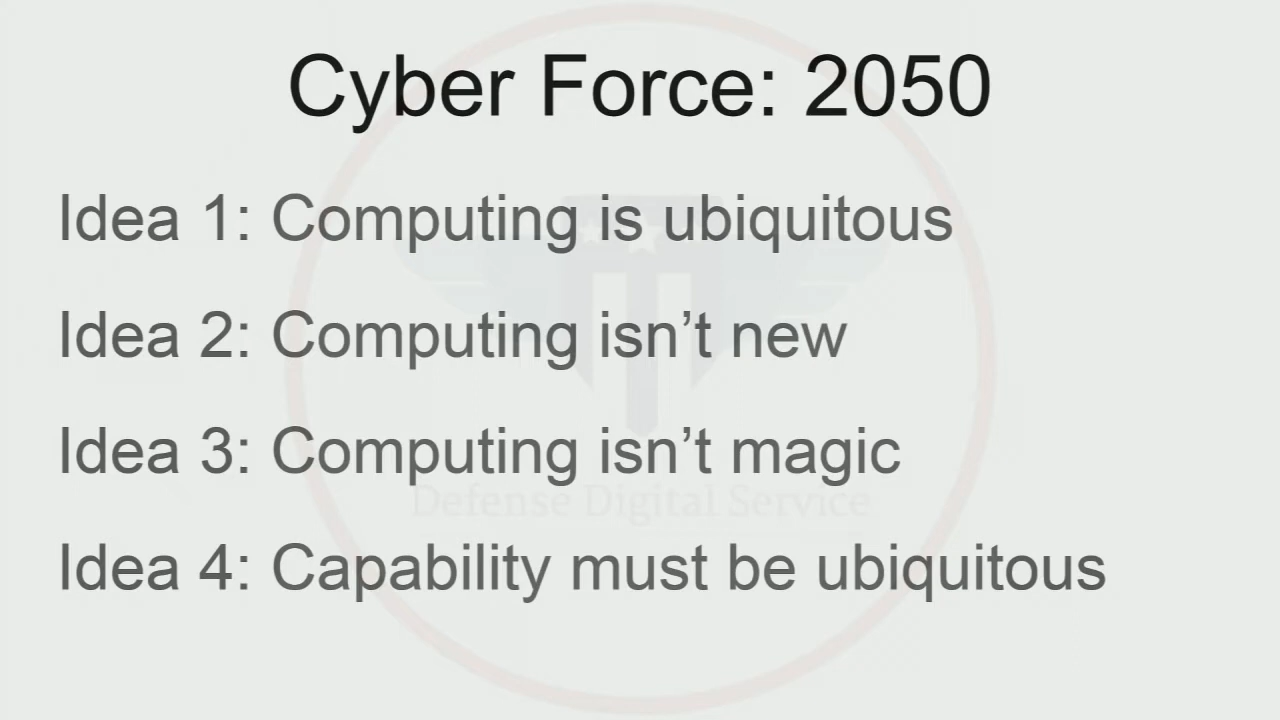 Cyber Force: 2050
Idea 1: Computing is ubiquitous
Idea 2: Computing isn’t new
Idea 3: Computing isn’t magic
Defense Digital Service
Idea 4: Capability must be ubiquitous